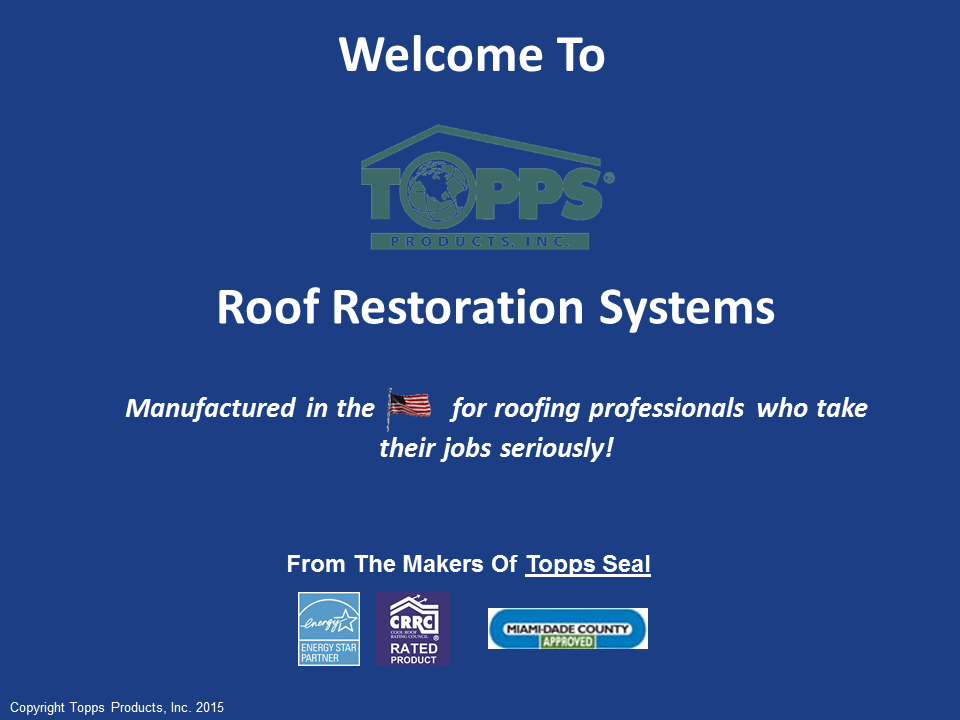 Welcome To
TOPPS®
PRODUCTS, INC.
Roof Restoration Systems
Manufactured in the for roofing professionals who take
their jobs seriously!
From The Makers Of Topps Seal
energy
ENERGY STAR
PARTNER
CRRC®
COOL ROOF
RATING COUNCIL
RATED
PRODUCT
MIAMI-DADE COUNTY
APPROVED
Copyright Topps Products, Inc. 2015